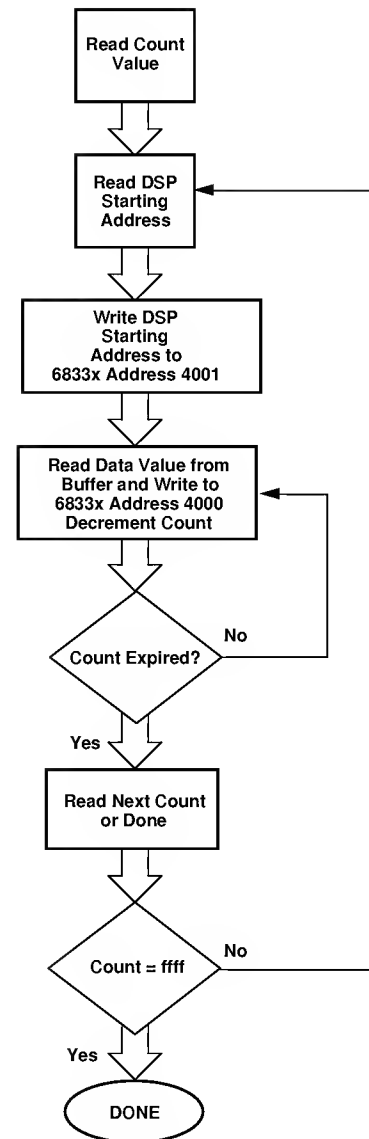 Read Count
Value
Read DSP
Starting
Address
Write DSP
Starting
Address to
6833x Address 4001
Read Data Value from
Buffer and Write to
6833x Address 4000
Decrement Count
Count Expired?
No
Yes
Read Next Count
or Done
Count = ffff
No
Yes
DONE